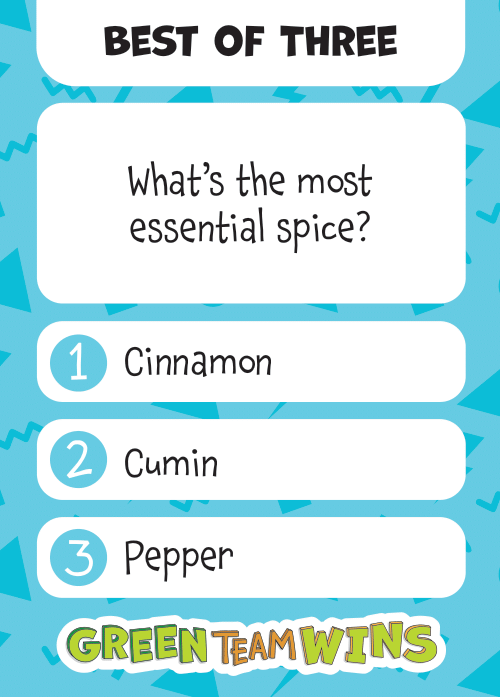 BEST OF THREE
What's the most
essential spice?
1 Cinnamon
2 Cumin
3 Pepper
GREEN TEAM WINS